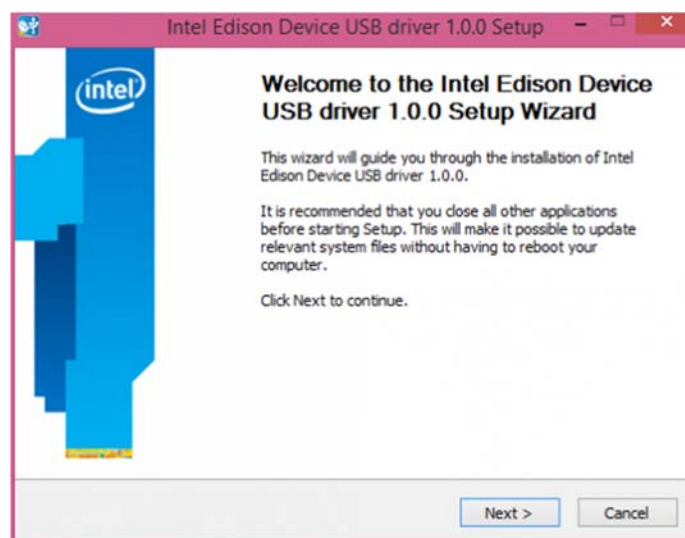 Intel Edison Device USB driver 1.0.0 Setup
intel
Welcome to the Intel Edison Device
USB driver 1.0.0 Setup Wizard
This wizard will guide you through the installation of Intel
Edison Device USB driver 1.0.0.
It is recommended that you close all other applications
before starting Setup. This will make it possible to update
relevant system files without having to reboot your
computer.
Click Next to continue.
Next >
Cancel